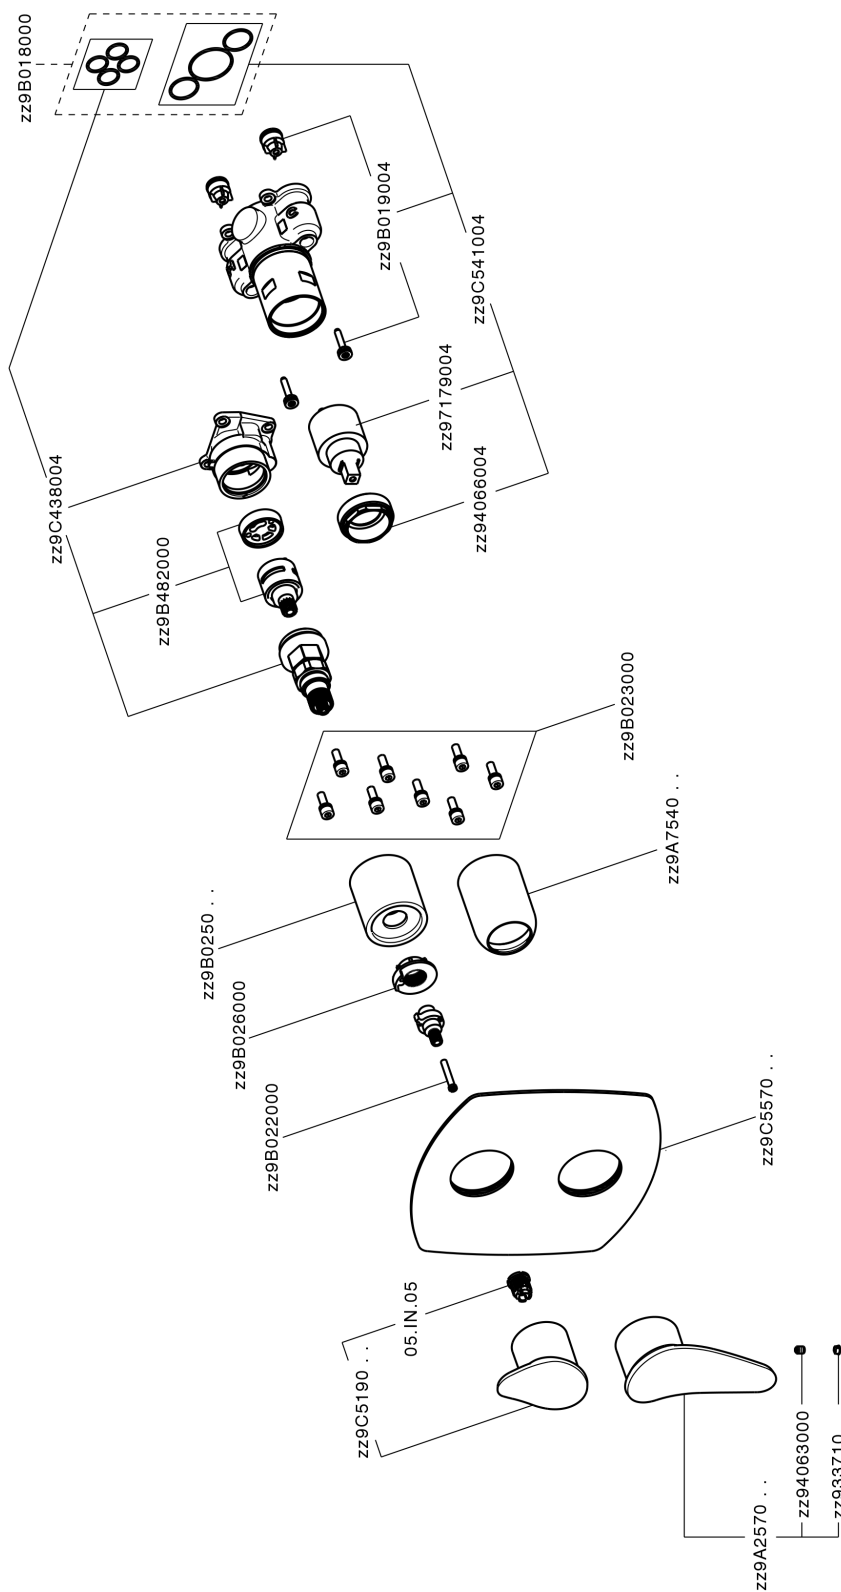 zz9B018000
zz9B019004
zz9C541004
zz97179004
zz94066004
zz9C438004
zz9B482000
zz9B023000
zz9A7540 . .
zz9B0250 . .
zz9B026000
zz9B022000
zz9C5570 . .
05.IN.05
zz9C5190 . .
zz94063000
zz933710
zz9A2570 . .